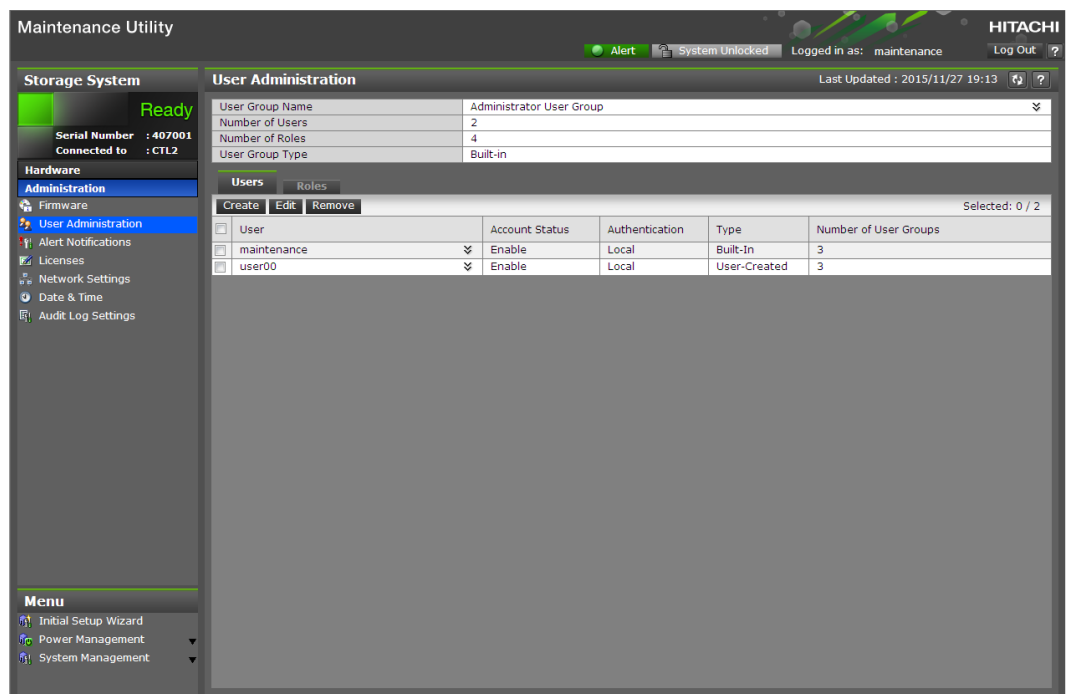 Maintenance Utility
HITACHI
Alert System Unlocked Logged in as: maintenance Log Out ?
Storage System
Ready
Serial Number : 407001
Connected to : CTL2
Hardware
Administration
Firmware
User Administration
Alert Notifications
Licenses
Network Settings
Date & Time
Audit Log Settings
Menu
Initial Setup Wizard
Power Management
System Management
User Administration Last Updated : 2015/11/27 19:13 ?
User Group Name Administrator User Group
Number of Users 2
Number of Roles 4
User Group Type Built-in
Users Roles
Create Edit Remove Selected: 0 / 2
User Account Status Authentication Type Number of User Groups
maintenance Enable Local Built-In 3
user00 Enable Local User-Created 3